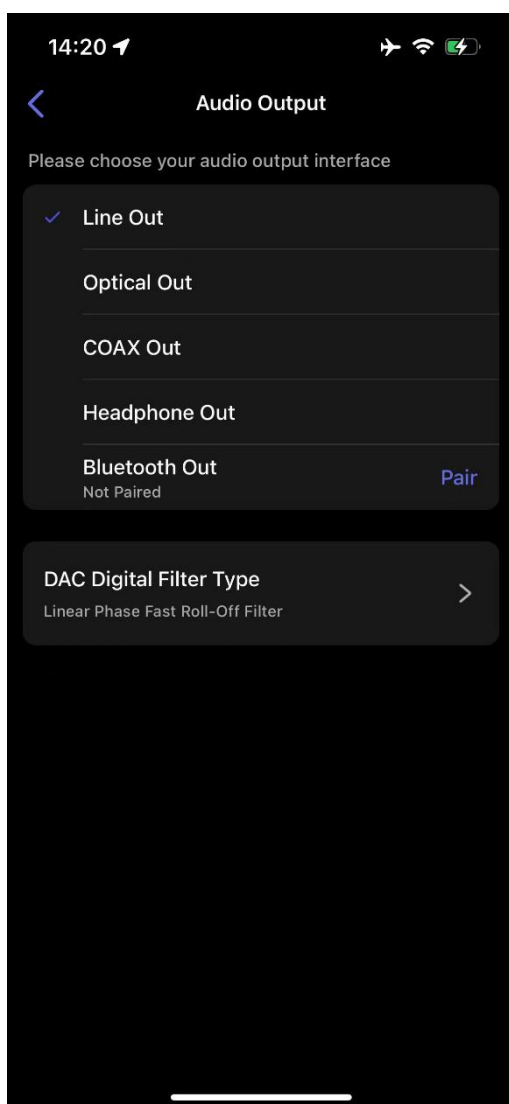 14:20
Audio Output
Please choose your audio output interface
Line Out
Optical Out
COAX Out
Headphone Out
Bluetooth Out
Not Paired
Pair
DAC Digital Filter Type
Linear Phase Fast Roll-Off Filter